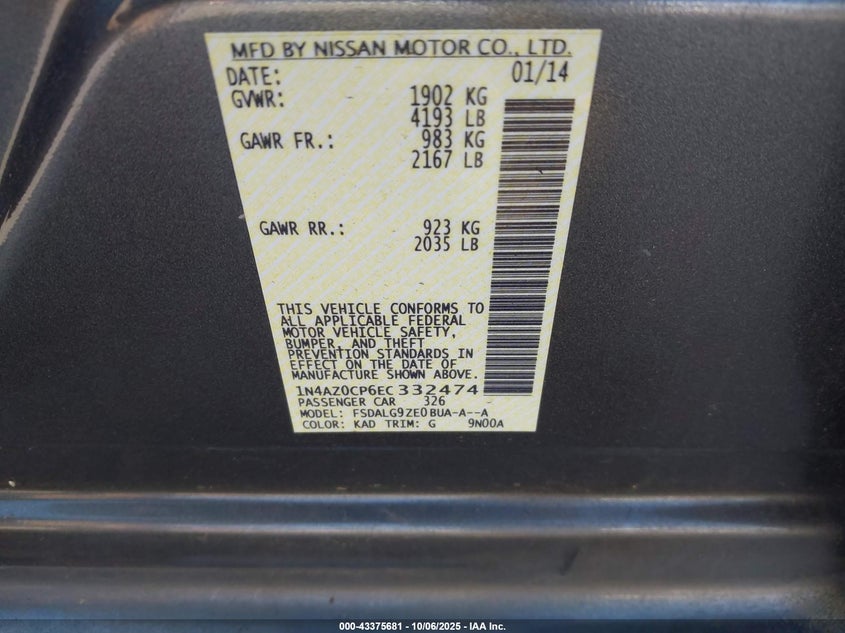 MFD BY NISSAN MOTOR CO., LTD.
DATE: 01/14
GVWR: 1902 KG
4193 LB
GAWR FR.: 983 KG
2167 LB
GAWR RR.: 923 KG
2035 LB
THIS VEHICLE CONFORMS TO
ALL APPLICABLE FEDERAL
MOTOR VEHICLE SAFETY,
BUMPER, AND THEFT
PREVENTION STANDARDS IN
EFFECT ON THE DATE OF
MANUFACTURE SHOWN ABOVE.
1N4AZ0CP6EC332474
PASSENGER CAR 326
MODEL: FSDALG9ZE0BUA-A--A
COLOR: KAD TRIM: G 9N00A
000-43375681 - 10/06/2025 - IAA Inc.